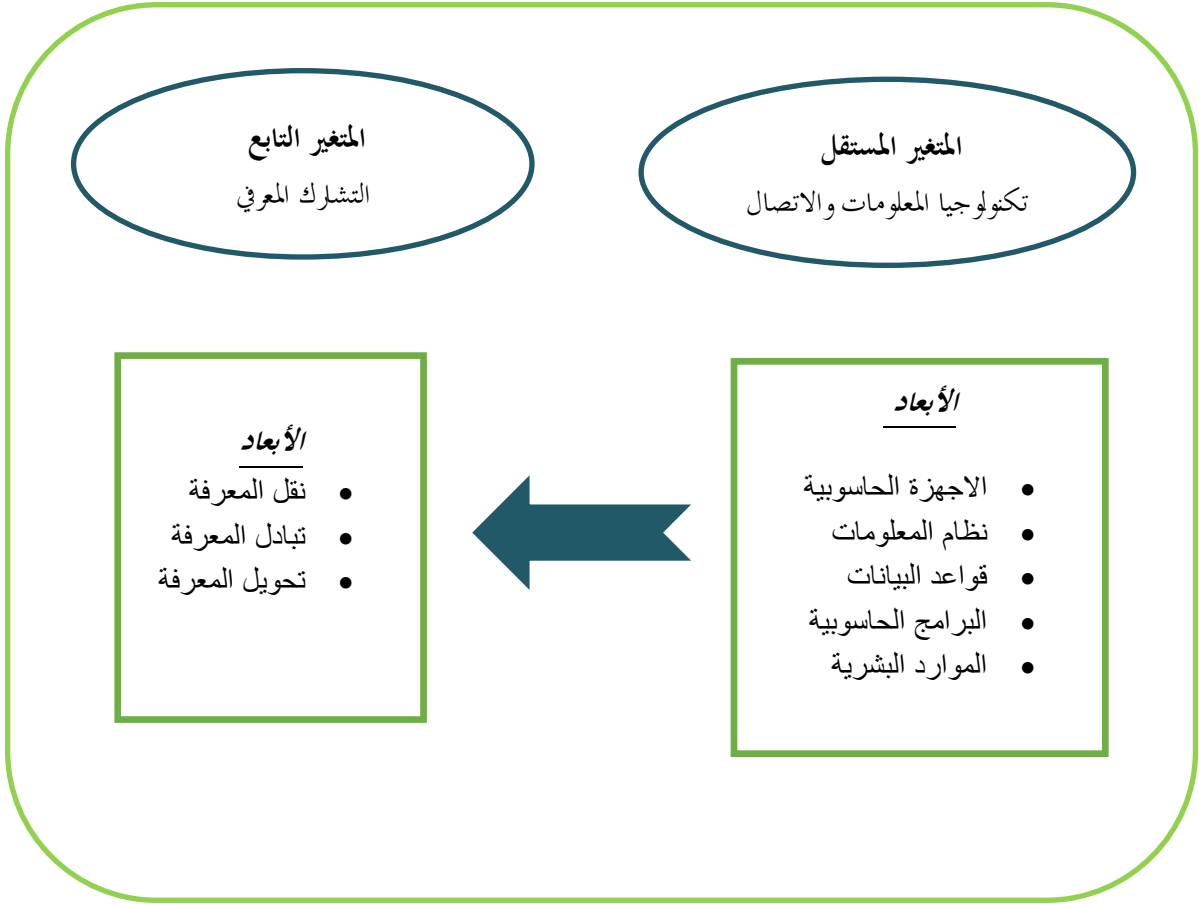 المتغير المستقل
تكنولوجيا المعلومات والاتصال
المتغير التابع
التشارك المعرفي
الأبعاد
• الاجهزة الحاسوبية
• نظام المعلومات
• قواعد البيانات
• البرامج الحاسوبية
• الموارد البشرية
الأبعاد
• نقل المعرفة
• تبادل المعرفة
• تحويل المعرفة